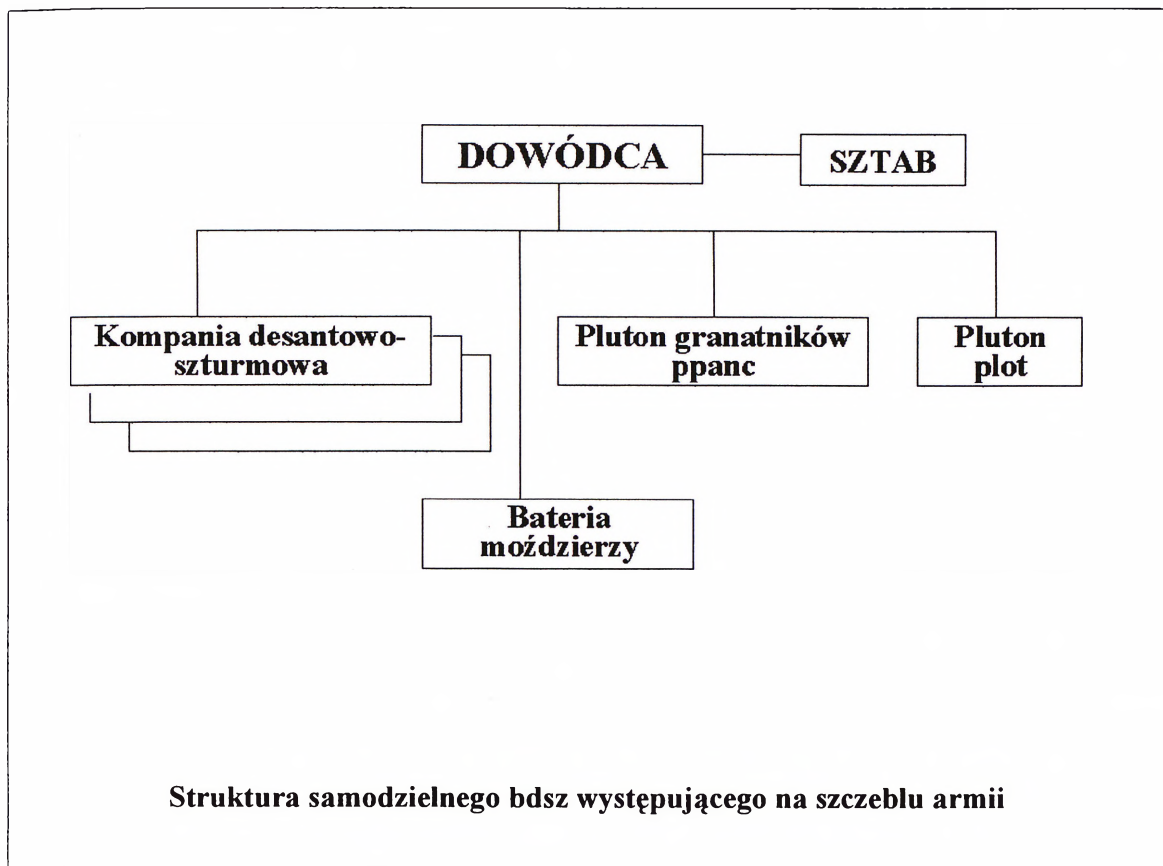 DOWÓDCA
SZTAB
Kompania desantowo-
szturmowa
Pluton granatników
ppanc
Pluton
plot
Bateria
moździerzy
Struktura samodzielnego bdsz występującego na szczeblu armii